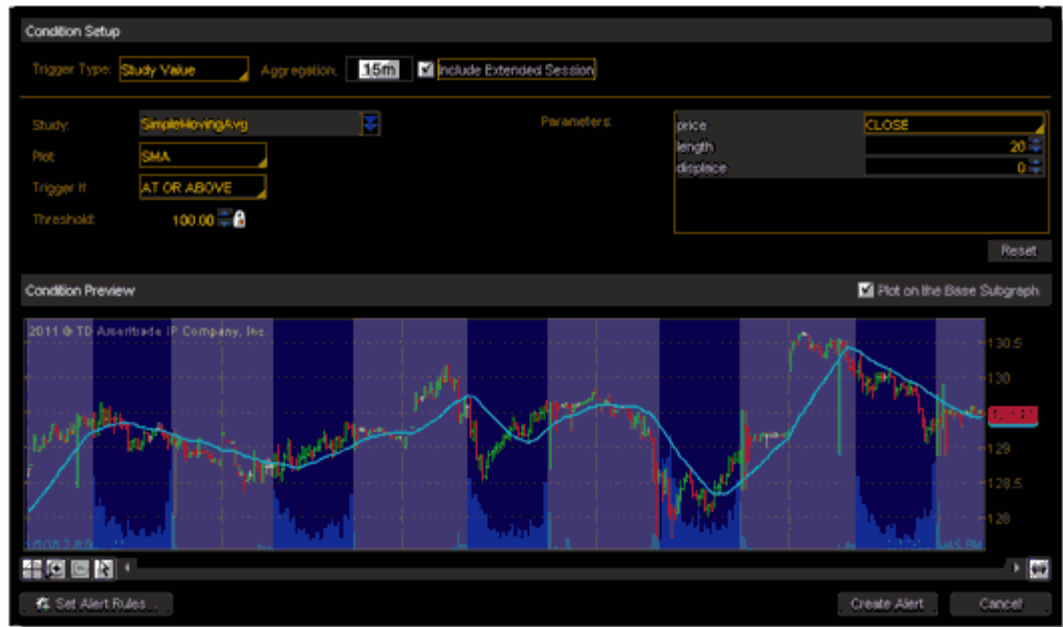 Condition Setup
Trigger Type: Study Value Aggregation: 15m Include Extended Session
Study: SimpleMovingAvg Parameters: price CLOSE
length 20
displace 0
Plot: SMA
Trigger If: AT OR ABOVE
Threshold: 100.00
Reset
Condition Preview Plot on the Base Subgraph
2011 © TD Ameritrade IP Company, Inc.
130.5
130
129
128.5
128
Set Alert Rules... Create Alert Cancel